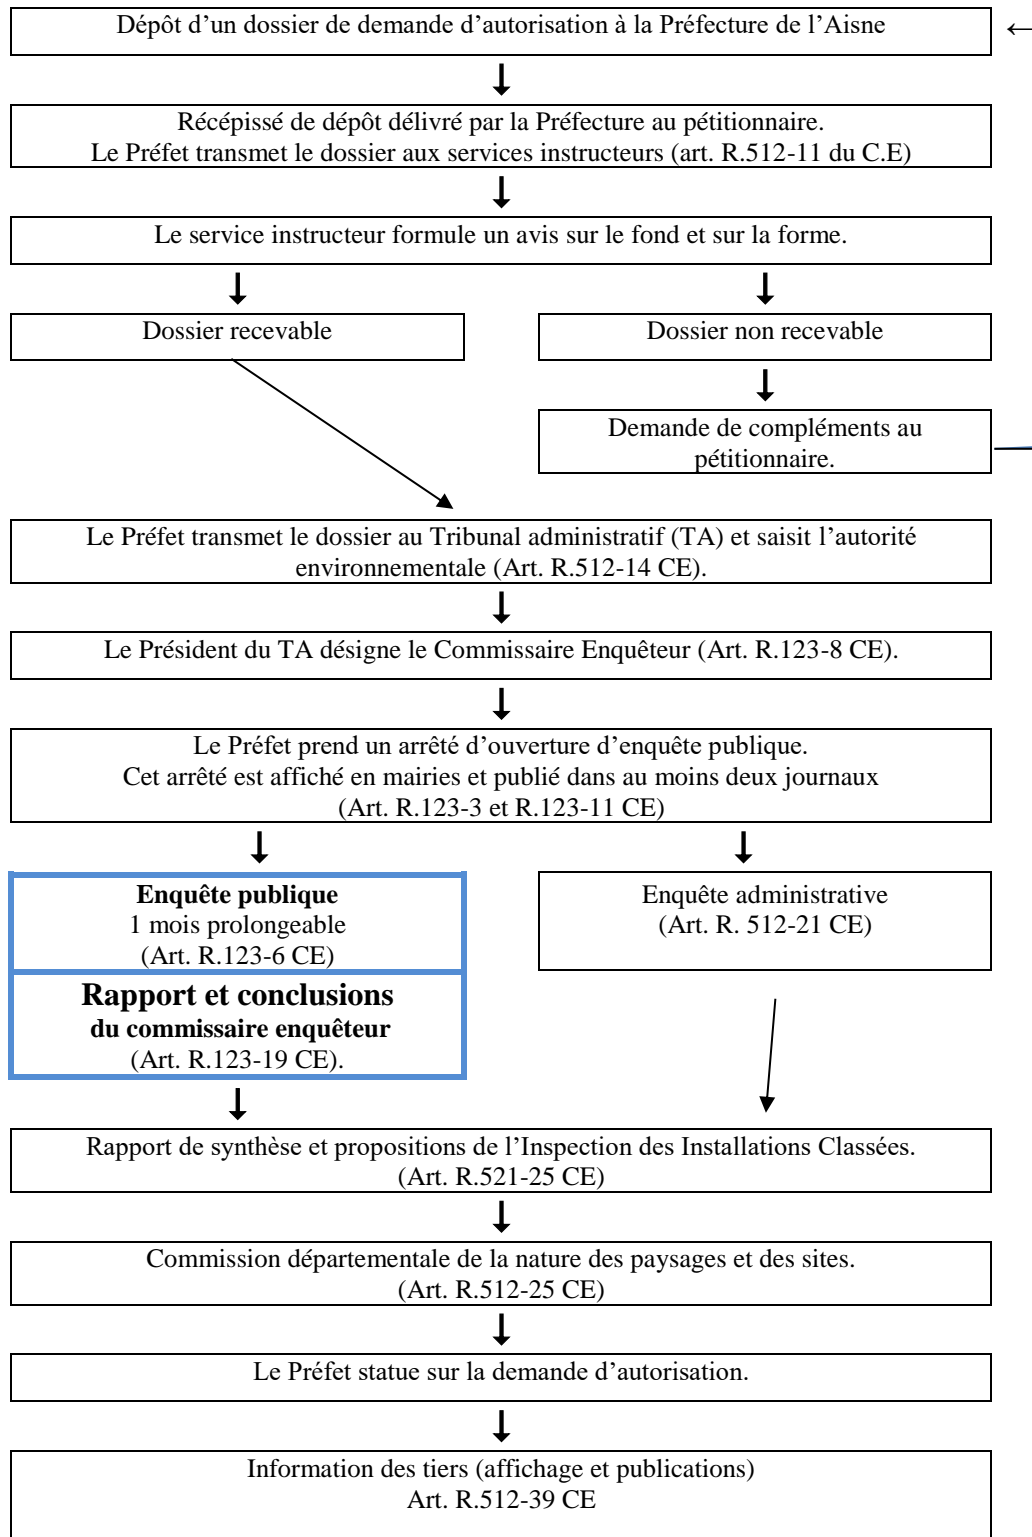 Dépôt d’un dossier de demande d’autorisation à la Préfecture de l’Aisne
Récépissé de dépôt délivré par la Préfecture au pétitionnaire.
Le Préfet transmet le dossier aux services instructeurs (art. R.512-11 du C.E)
Le service instructeur formule un avis sur le fond et sur la forme.
Dossier recevable
Dossier non recevable
Demande de compléments au
pétitionnaire.
Le Préfet transmet le dossier au Tribunal administratif (TA) et saisit l’autorité
environnementale (Art. R.512-14 CE).
Le Président du TA désigne le Commissaire Enquêteur (Art. R.123-8 CE).
Le Préfet prend un arrêté d’ouverture d’enquête publique.
Cet arrêté est affiché en mairies et publié dans au moins deux journaux
(Art. R.123-3 et R.123-11 CE)
Enquête publique
1 mois prolongeable
(Art. R.123-6 CE)
Rapport et conclusions
du commissaire enquêteur
(Art. R.123-19 CE).
Enquête administrative
(Art. R. 512-21 CE)
Rapport de synthèse et propositions de l’Inspection des Installations Classées.
(Art. R.521-25 CE)
Commission départementale de la nature des paysages et des sites.
(Art. R.512-25 CE)
Le Préfet statue sur la demande d’autorisation.
Information des tiers (affichage et publications)
Art. R.512-39 CE